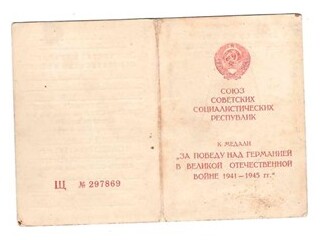 СОЮЗ
СОВЕТСКИХ
СОЦИАЛИСТИЧЕСКИХ
РЕСПУБЛИК
К МЕДАЛИ
„ЗА ПОБЕДУ НАД ГЕРМАНИЕЙ
В ВЕЛИКОЙ ОТЕЧЕСТВЕННОЙ
ВОЙНЕ 1941—1945 гг."
Щ № 297869